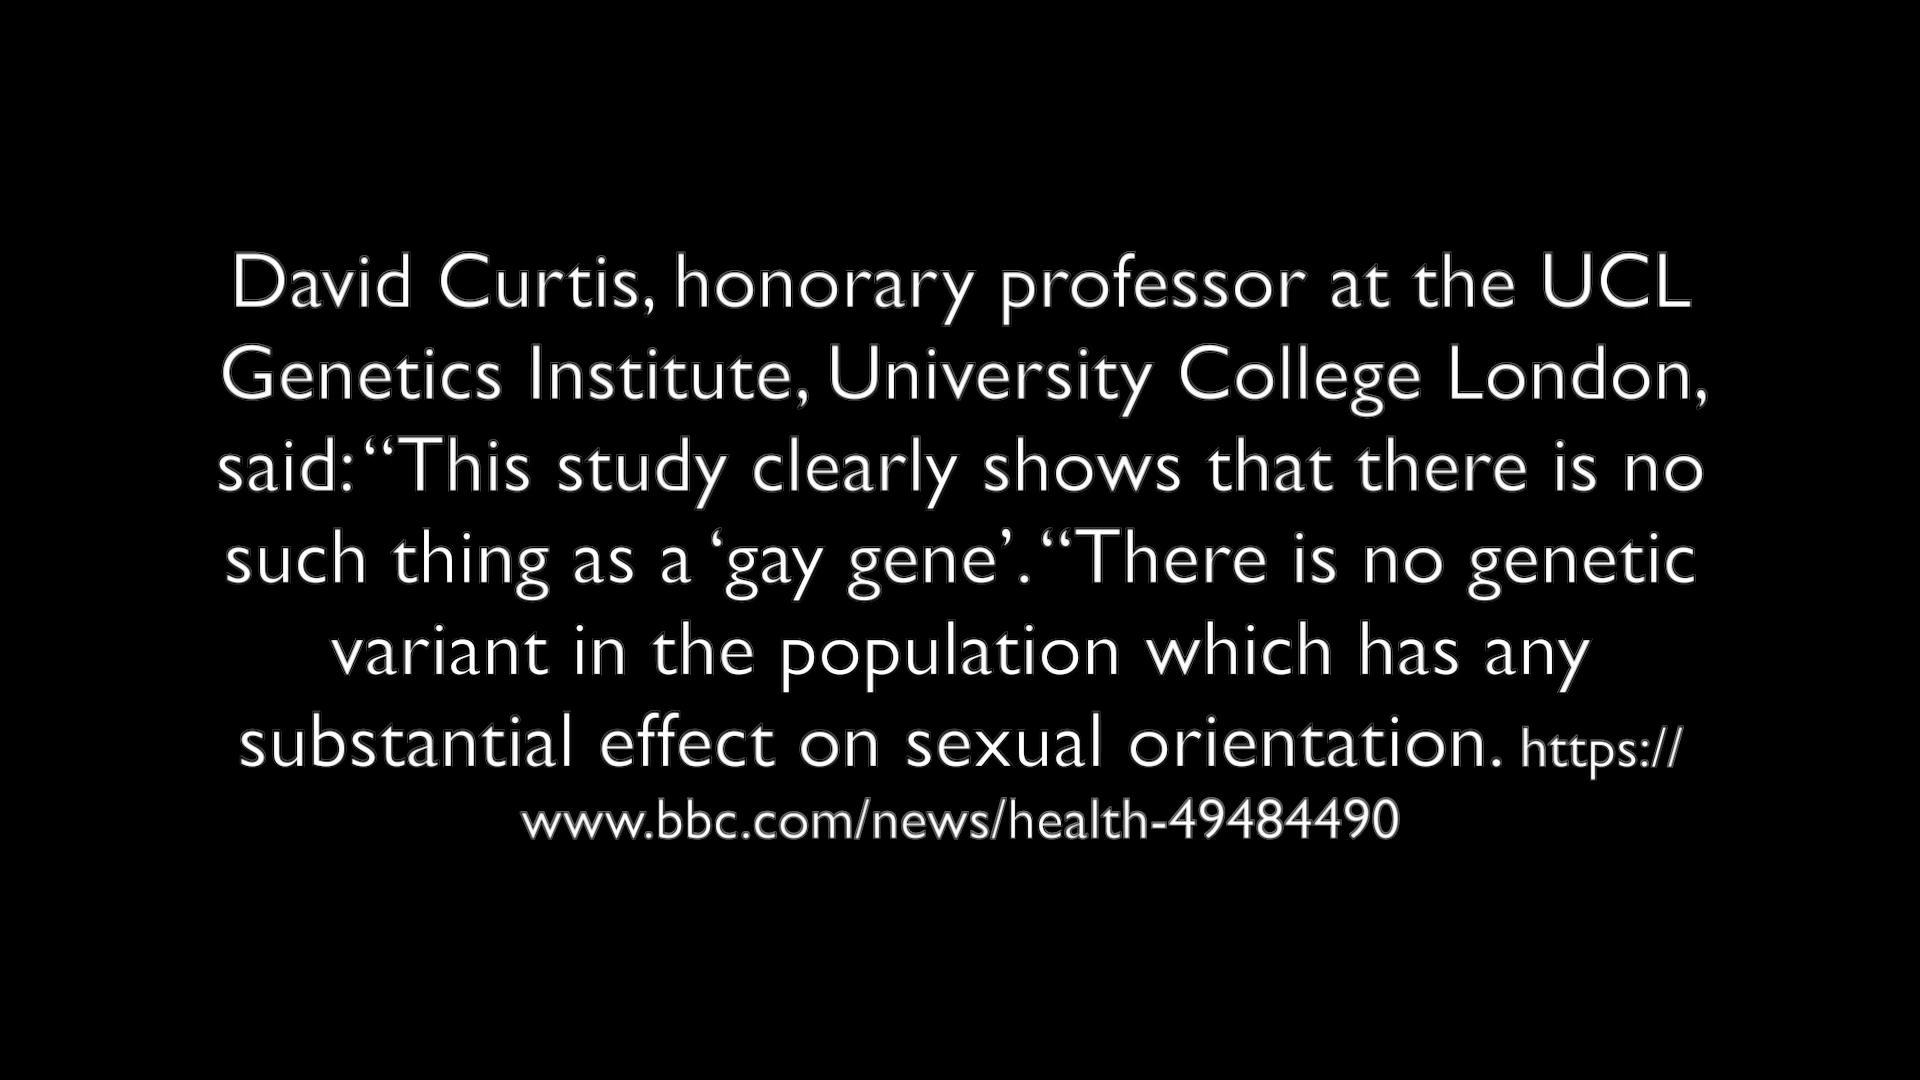 David Curtis, honorary professor at the UCL
Genetics Institute, University College London,
said: “This study clearly shows that there is no
such thing as a ‘gay gene’. “There is no genetic
variant in the population which has any
substantial effect on sexual orientation. https://
www.bbc.com/news/health-49484490